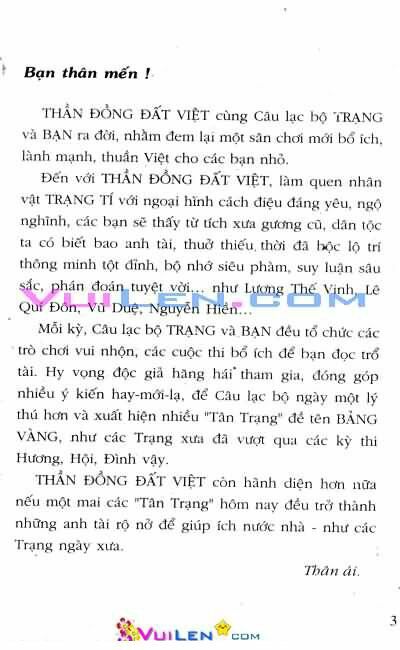 Bạn thân mến !
THẦN ĐỒNG ĐẤT VIỆT cùng Câu lạc bộ TRẠNG
và BẠN ra đời, nhằm đem lại một sân chơi mới bổ ích,
lành mạnh, thuần Việt cho các bạn nhỏ.
Đến với THẦN ĐỒNG ĐẤT VIỆT, làm quen nhân
vật TRẠNG TÍ với ngoại hình cách điệu đáng yêu, ngộ
nghĩnh, các bạn sẽ thấy từ tích xưa gương cũ, dân tộc
ta có biết bao anh tài, thuở thiếu thời đã bộc lộ trí
thông minh tột đỉnh, bộ nhớ siêu phàm, suy luận sâu
sắc, phán đoán tuyệt vời... như Lương Thế Vinh, Lê
VUILEN.COM
Quí Đôn, Vũ Duệ, Nguyễn Hiền...
Mỗi kỳ, Câu lạc bộ TRẠNG và BẠN đều tổ chức các
trò chơi vui nhộn, các cuộc thi bổ ích để bạn đọc trổ
tài. Hy vọng độc giả hăng hái tham gia, đóng góp
nhiều ý kiến hay-mới-lạ, để Câu lạc bộ ngày một lý
thú hơn và xuất hiện nhiều "Tân Trạng" đề tên BẢNG
VÀNG, như các Trạng xưa đã vượt qua các kỳ thi
Hương, Hội, Đình vậy.
THẦN ĐỒNG ĐẤT VIỆT còn hãnh diện hơn nữa
nếu một mai các "Tân Trạng" hôm nay đều trở thành
những anh tài rộ nở để giúp ích nước nhà - như các
Trạng ngày xưa.
Thân ái.
3
VUILEN.COM